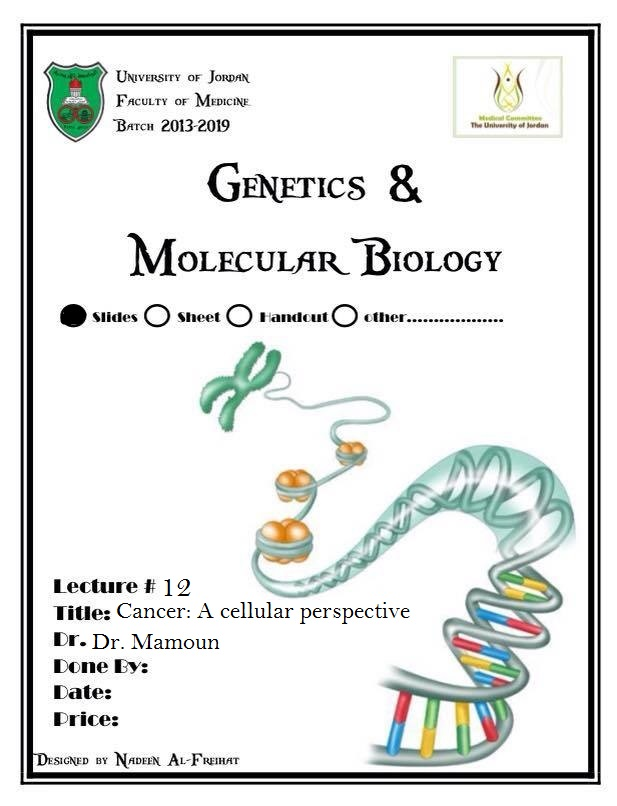 University of Jordan
Faculty of Medicine
Batch 2013-2019
Medical Committee
The University of Jordan
Genetics &
Molecular Biology
Slides Sheet Handout other..................
Lecture # 12
Title: Cancer: A cellular perspective
Dr. Dr. Mamoun
Done By:
Date:
Price:
Designed by Nadeen Al-Freihat